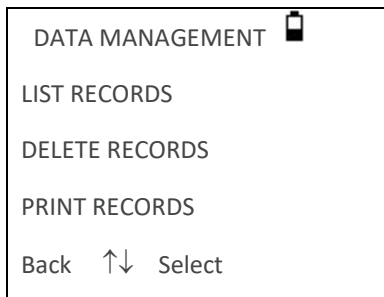 DATA MANAGEMENT
LIST RECORDS
DELETE RECORDS
PRINT RECORDS
Back ↑↓ Select